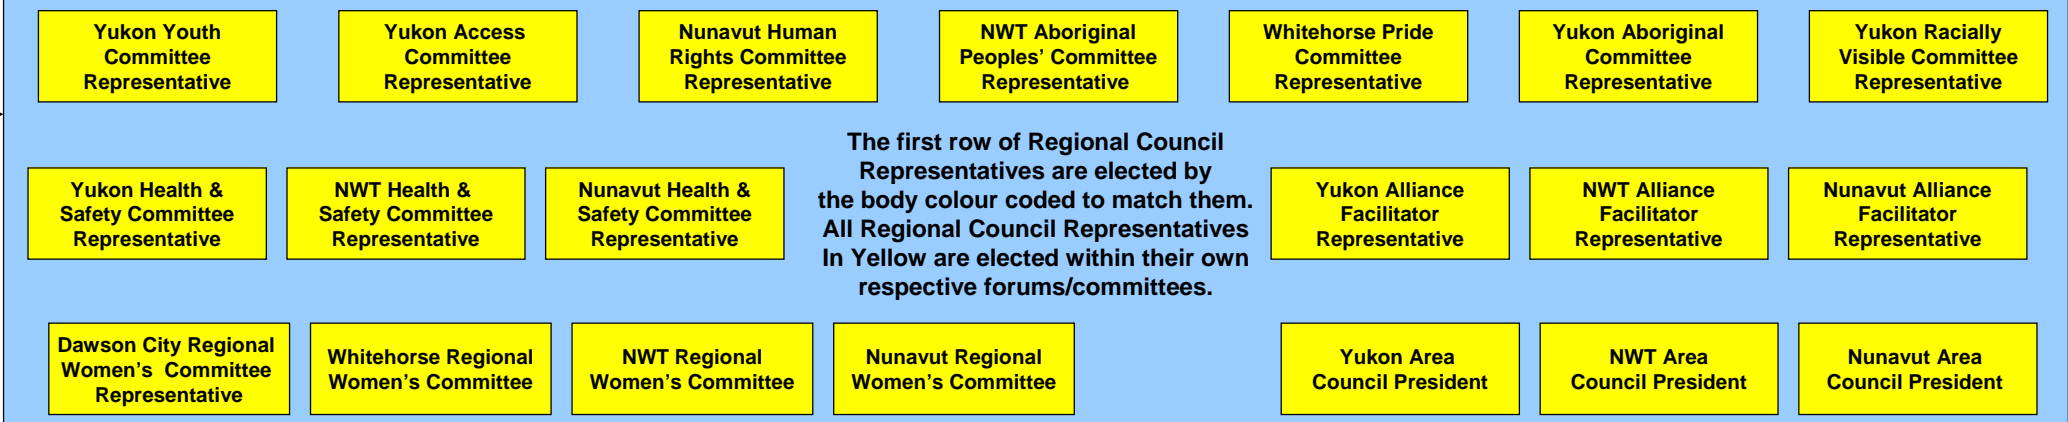 Yukon Youth
Committee
Representative
Yukon Access
Committee
Representative
Nunavut Human
Rights Committee
Representative
NWT Aboriginal
Peoples’ Committee
Representative
Whitehorse Pride
Committee
Representative
Yukon Aboriginal
Committee
Representative
Yukon Racially
Visible Committee
Representative
The first row of Regional Council
Representatives are elected by
the body colour coded to match them.
All Regional Council Representatives
In Yellow are elected within their own
respective forums/committees.
Yukon Health &
Safety Committee
Representative
NWT Health &
Safety Committee
Representative
Nunavut Health &
Safety Committee
Representative
Yukon Alliance
Facilitator
Representative
NWT Alliance
Facilitator
Representative
Nunavut Alliance
Facilitator
Representative
Dawson City Regional
Women’s  Committee
Representative
Whitehorse Regional
Women’s Committee
NWT Regional
Women’s Committee
Nunavut Regional
Women’s Committee
Yukon Area
Council President
NWT Area
Council President
Nunavut Area
Council President